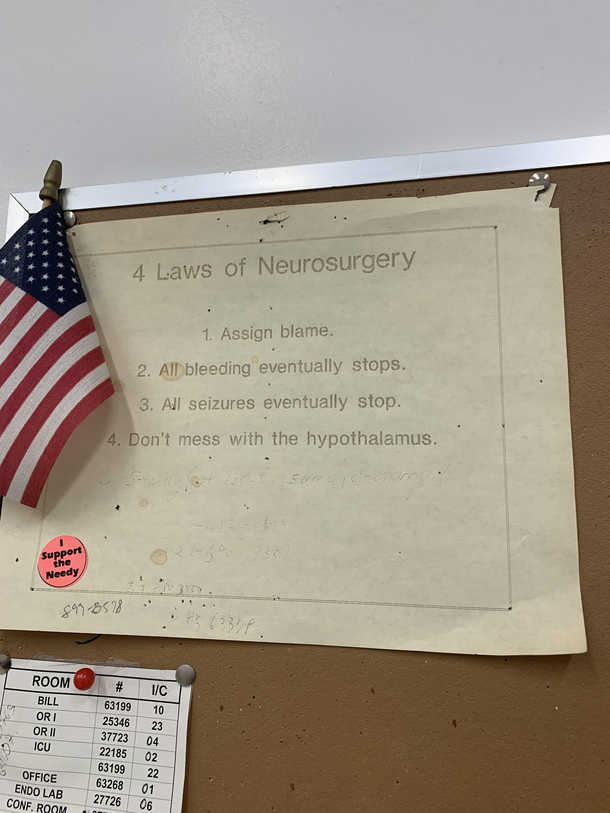 4 Laws of Neurosurgery
1. Assign blame.
2. All bleeding eventually stops.
3. All seizures eventually stop.
4. Don't mess with the hypothalamus.
I
Support
the
Needy
897-8578
ROOM # I/C
BILL 63199 10
OR I 25346 23
OR II 37723 04
ICU 22185 02
63199 22
OFFICE 63268 01
ENDO LAB 27726 06
CONF. ROOM